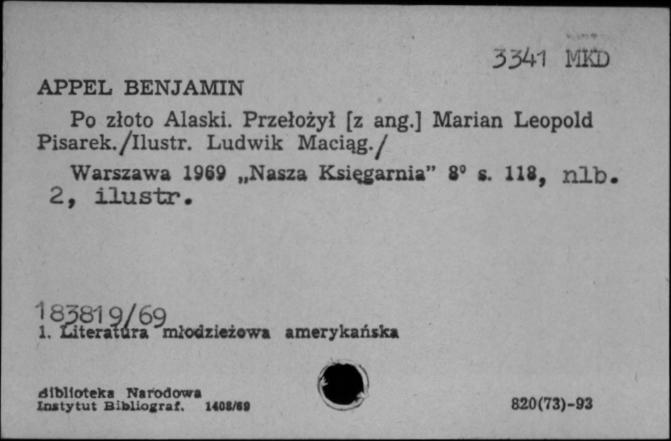 3341 MKD
APPEL BENJAMIN
Po złoto Alaski. Przełożył [z ang.] Marian Leopold
Pisarek./Ilustr. Ludwik Maciąg./
Warszawa 1969 „Nasza Księgarnia” 8° s. 118, nlb.
2, ilustr.
183819/69
1. Literatura młodzieżowa amerykańska
Biblioteka Narodowa
Instytut Bibliograf. 1408/69
820(73)-93